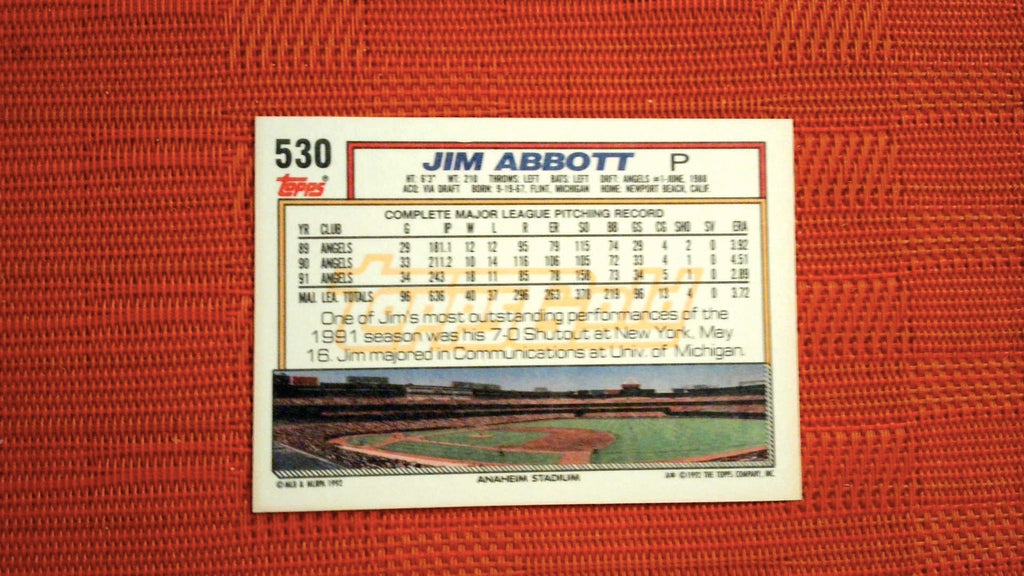 530
Topps®
JIM ABBOTT P
HT: 6'3" WT: 210 THROWS: LEFT BATS: LEFT DRFT: ANGELS #1-JUNE, 1988
ACQ: VIA DRAFT BORN: 9-19-67, FLINT, MICHIGAN HOME: NEWPORT BEACH, CALIF.
COMPLETE MAJOR LEAGUE PITCHING RECORD
YR CLUB G IP W L R ER SO BB GS CG SHO SV ERA
89 ANGELS 29 181.1 12 12 95 79 115 74 29 4 2 0 3.92
90 ANGELS 33 211.2 10 14 116 106 105 72 33 4 1 0 4.51
91 ANGELS 34 243 18 11 85 78 158 73 34 5 1 0 2.89
MAJ. LEA. TOTALS 96 636 40 37 296 263 378 219 96 13 4 0 3.72
One of Jim's most outstanding performances of the
1991 season was his 7-0 Shutout at New York, May
16. Jim majored in Communications at Univ. of Michigan.
ANAHEIM STADIUM
© MLB & MLBPA 1992
© 1992 THE TOPPS COMPANY, INC.